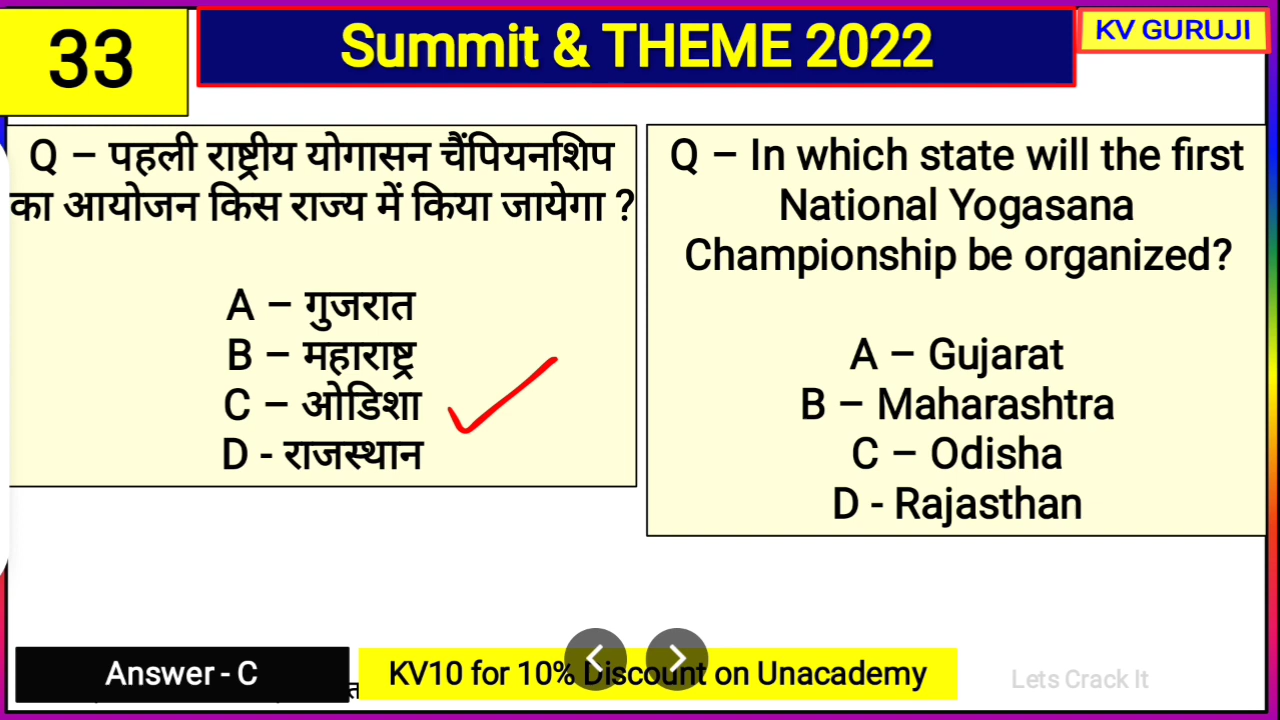 33
Summit & THEME 2022
KV GURUJI
Q – पहली राष्ट्रीय योगासन चैंपियनशिप
का आयोजन किस राज्य में किया जायेगा ?
A – गुजरात
B – महाराष्ट्र
C – ओडिशा
D - राजस्थान
Q – In which state will the first
National Yogasana
Championship be organized?
A – Gujarat
B – Maharashtra
C – Odisha
D - Rajasthan
Answer - C
KV10 for 10% Discount on Unacademy
Lets Crack It